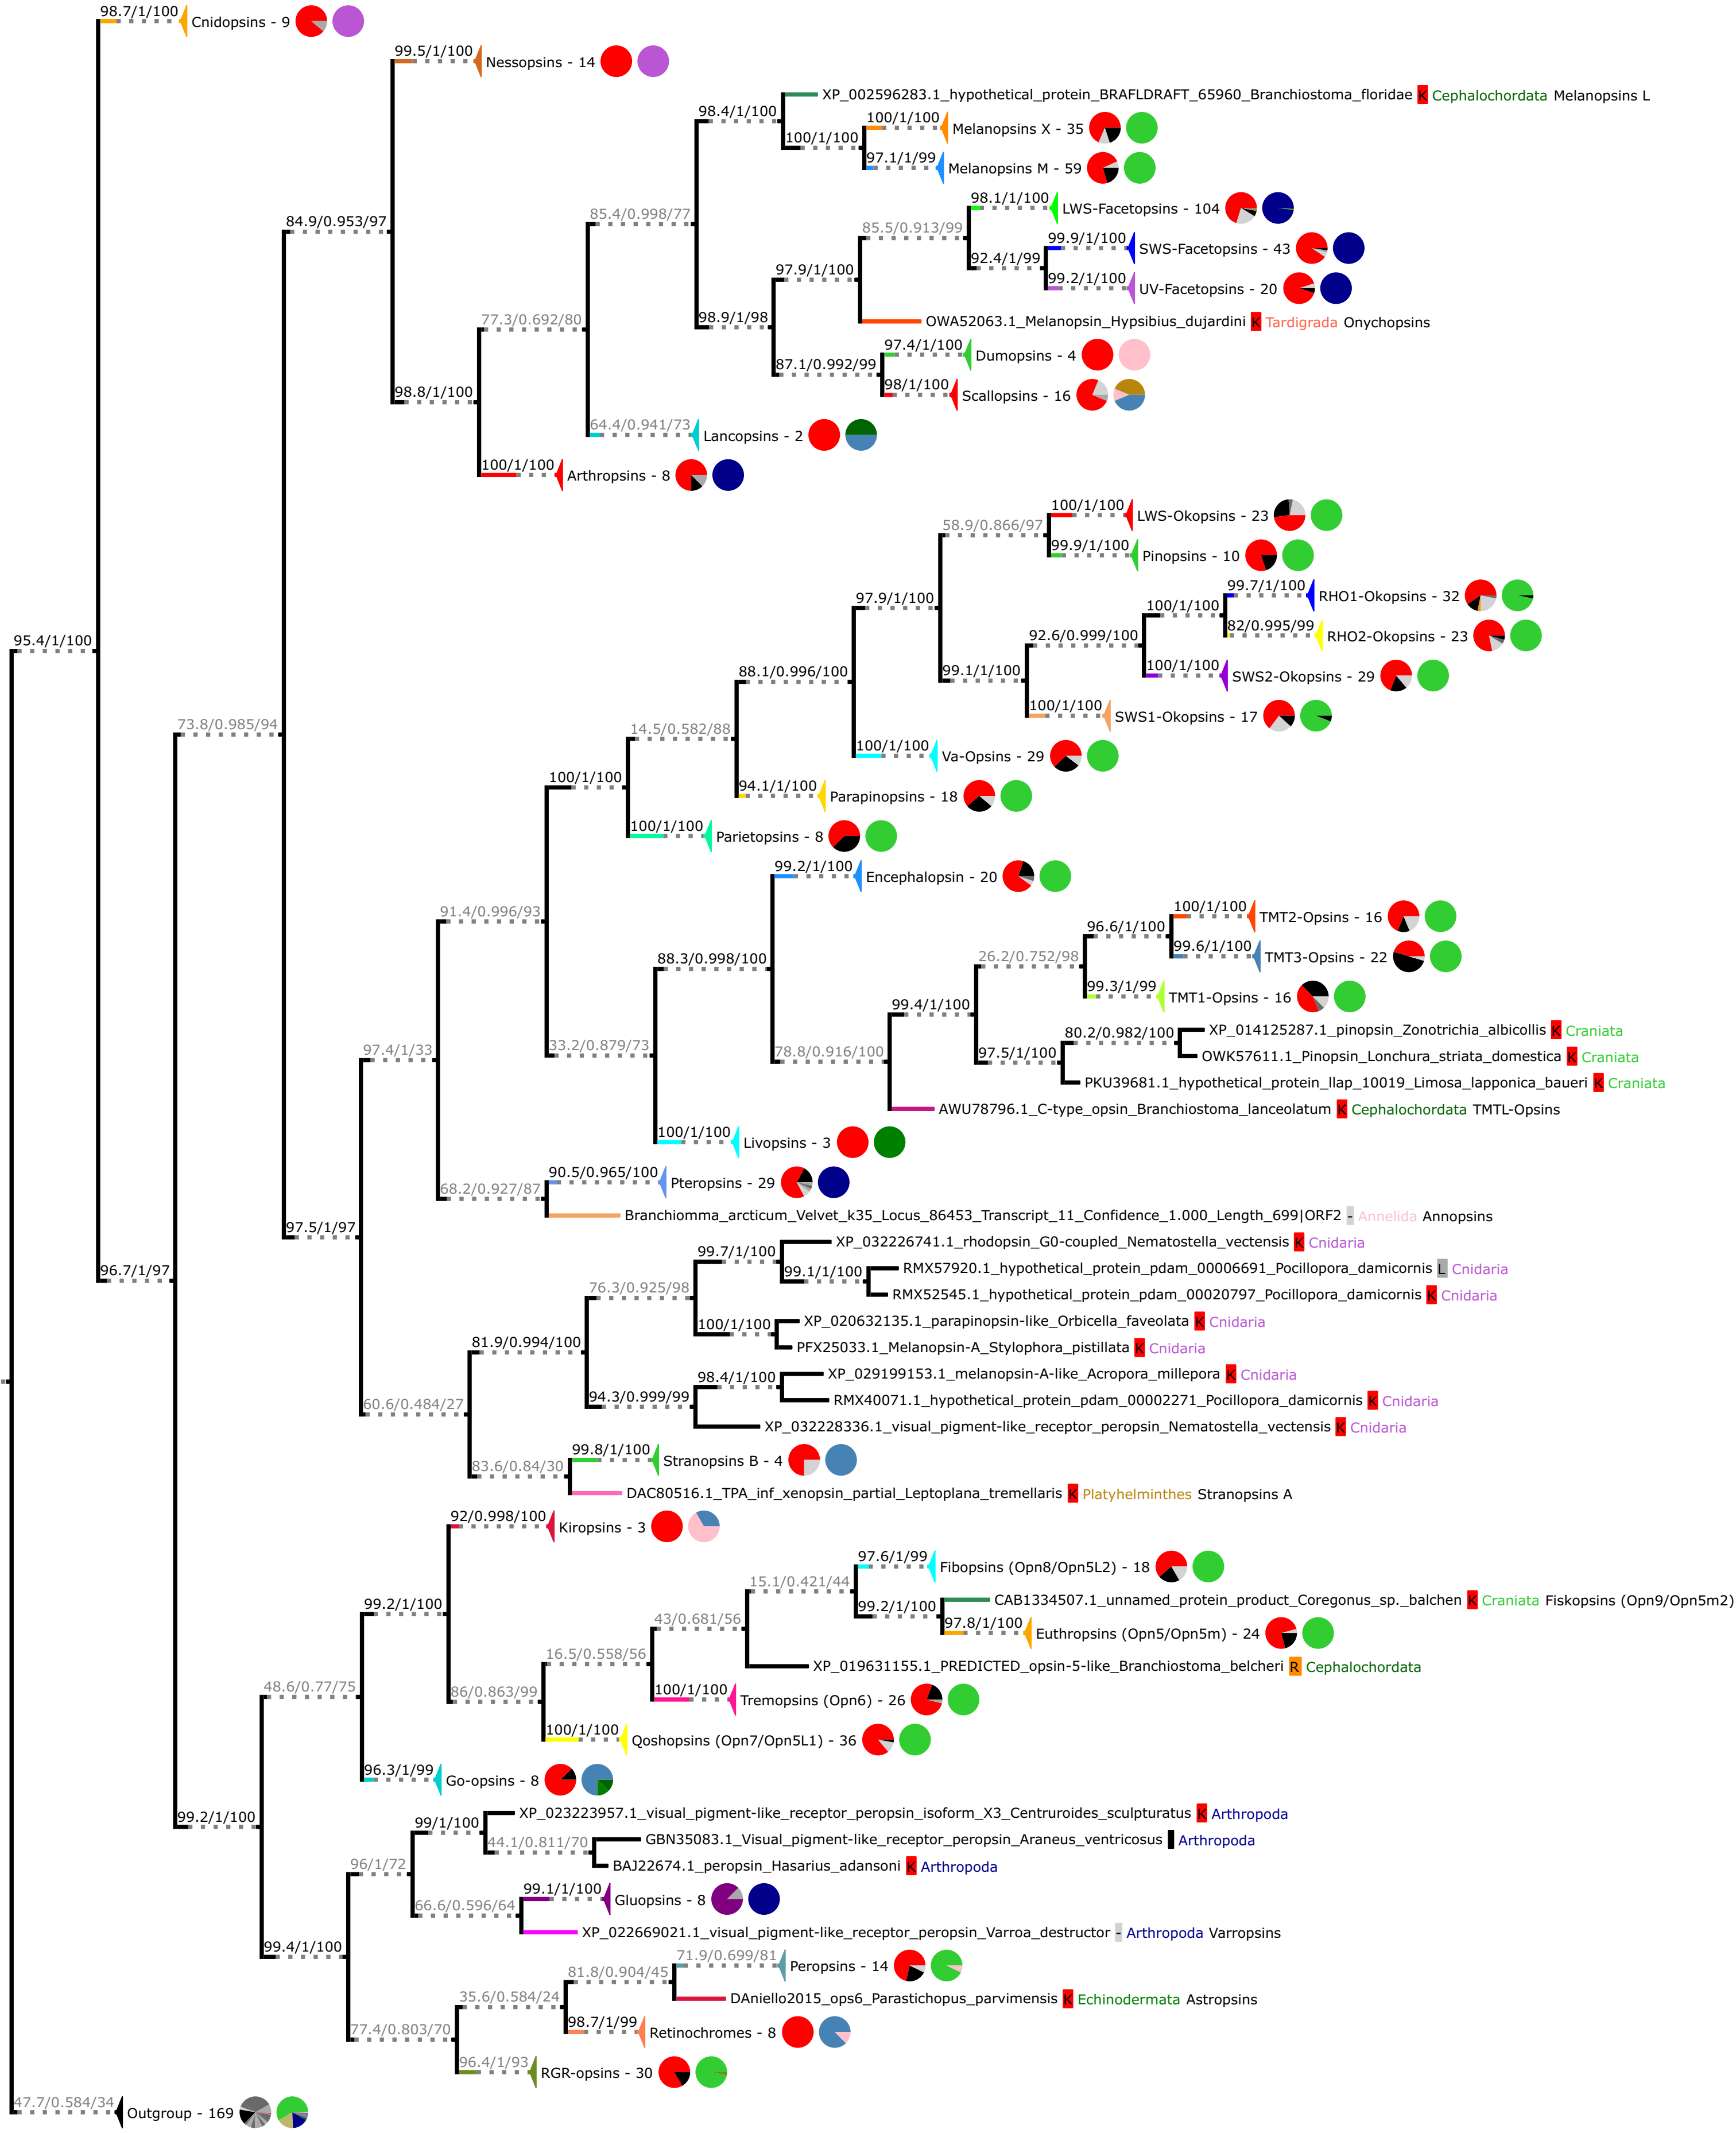 98.7/1/100
Cnidopsins - 9
99.5/1/100
Nessopsins - 14
XP_002596283.1_hypothetical_protein_BRAFLDRAFT_65960_Branchiostoma_floridae K Cephalochordata Melanopsins L
98.4/1/100
100/1/100
Melanopsins X - 35
100/1/100
97.1/1/99
Melanopsins M - 59
98.1/1/100
LWS-Facetopsins - 104
85.4/0.998/77
84.9/0.953/97
85.5/0.913/99
99.9/1/100
SWS-Facetopsins - 43
92.4/1/99
97.9/1/100
99.2/1/100
UV-Facetopsins - 20
77.3/0.692/80
98.9/1/98
OWA52063.1_Melanopsin_Hypsibius_dujardini K Tardigrada Onychopsins
97.4/1/100
Dumopsins - 4
87.1/0.992/99
98.8/1/100
98/1/100
Scallopsins - 16
64.4/0.941/73
Lancopsins - 2
100/1/100
Arthropsins - 8
100/1/100
LWS-Okopsins - 23
58.9/0.866/97
99.9/1/100
Pinopsins - 10
99.7/1/100
RHO1-Okopsins - 32
97.9/1/100
100/1/100
82/0.995/99
RHO2-Okopsins - 23
95.4/1/100
92.6/0.999/100
88.1/0.996/100
99.1/1/100
100/1/100
SWS2-Okopsins - 29
100/1/100
SWS1-Okopsins - 17
73.8/0.985/94
14.5/0.582/88
100/1/100
Va-Opsins - 29
100/1/100
94.1/1/100
Parapinopsins - 18
100/1/100
Parietopsins - 8
99.2/1/100
Encephalopsin - 20
91.4/0.996/93
100/1/100
TMT2-Opsins - 16
96.6/1/100
99.6/1/100
TMT3-Opsins - 22
88.3/0.998/100
26.2/0.752/98
99.3/1/99
TMT1-Opsins - 16
99.4/1/100
80.2/0.982/100
XP_014125287.1_pinopsin_Zonotrichia_albicollis K Craniata
97.4/1/33
33.2/0.879/73
78.8/0.916/100
97.5/1/100
OWK57611.1_Pinopsin_Lonchura_striata_domestica K Craniata
PKU39681.1_hypothetical_protein_llap_10019_Limosa_lapponica_baueri K Craniata
AWU78796.1_C-type_opsin_Branchiostoma_lanceolatum K Cephalochordata TMTL-Opsins
100/1/100
Livopsins - 3
90.5/0.965/100
Pteropsins - 29
68.2/0.927/87
Branchiomma_arcticum_Velvet_k35_Locus_86453_Transcript_11_Confidence_1.000_Length_699|ORF2 - Annelida Annopsins
97.5/1/97
XP_032226741.1_rhodopsin_G0-coupled_Nematostella_vectensis K Cnidaria
99.7/1/100
99.1/1/100
RMX57920.1_hypothetical_protein_pdam_00006691_Pocillopora_damicornis L Cnidaria
96.7/1/97
76.3/0.925/98
RMX52545.1_hypothetical_protein_pdam_00020797_Pocillopora_damicornis K Cnidaria
100/1/100
XP_020632135.1_parapinopsin-like_Orbicella_faveolata K Cnidaria
81.9/0.994/100
PFX25033.1_Melanopsin-A_Stylophora_pistillata K Cnidaria
98.4/1/100
XP_029199153.1_melanopsin-A-like_Acropora_millepora K Cnidaria
60.6/0.484/27
94.3/0.999/99
RMX40071.1_hypothetical_protein_pdam_00002271_Pocillopora_damicornis K Cnidaria
XP_032228336.1_visual_pigment-like_receptor_peropsin_Nematostella_vectensis K Cnidaria
99.8/1/100
Stranopsins B - 4
83.6/0.84/30
DAC80516.1_TPA_inf_xenopsin_partial_Leptoplana_tremellaris K Platyhelminthes Stranopsins A
92/0.998/100
Kiropsins - 3
97.6/1/99
Fibopsins (Opn8/Opn5L2) - 18
15.1/0.421/44
99.2/1/100
CAB1334507.1_unnamed_protein_product_Coregonus_sp._balchen K Craniata Fiskopsins (Opn9/Opn5m2)
99.2/1/100
43/0.681/56
97.8/1/100
Euthropsins (Opn5/Opn5m) - 24
16.5/0.558/56
XP_019631155.1_PREDICTED_opsin-5-like_Branchiostoma_belcheri R Cephalochordata
48.6/0.77/75
86/0.863/99
100/1/100
Tremopsins (Opn6) - 26
100/1/100
Qoshopsins (Opn7/Opn5L1) - 36
96.3/1/99
Go-opsins - 8
99.2/1/100
XP_023223957.1_visual_pigment-like_receptor_peropsin_isoform_X3_Centruroides_sculpturatus K Arthropoda
99/1/100
44.1/0.811/70
GBN35083.1_Visual_pigment-like_receptor_peropsin_Araneus_ventricosus Arthropoda
96/1/72
BAJ22674.1_peropsin_Hasarius_adansoni K Arthropoda
99.1/1/100
Gluopsins - 8
66.6/0.596/64
XP_022669021.1_visual_pigment-like_receptor_peropsin_Varroa_destructor - Arthropoda Varropsins
99.4/1/100
71.9/0.699/81
Peropsins - 14
81.8/0.904/45
35.6/0.584/24
DAniello2015_ops6_Parastichopus_parvimensis K Echinodermata Astropsins
98.7/1/99
Retinochromes - 8
77.4/0.803/70
96.4/1/93
RGR-opsins - 30
47.7/0.584/34
Outgroup - 169